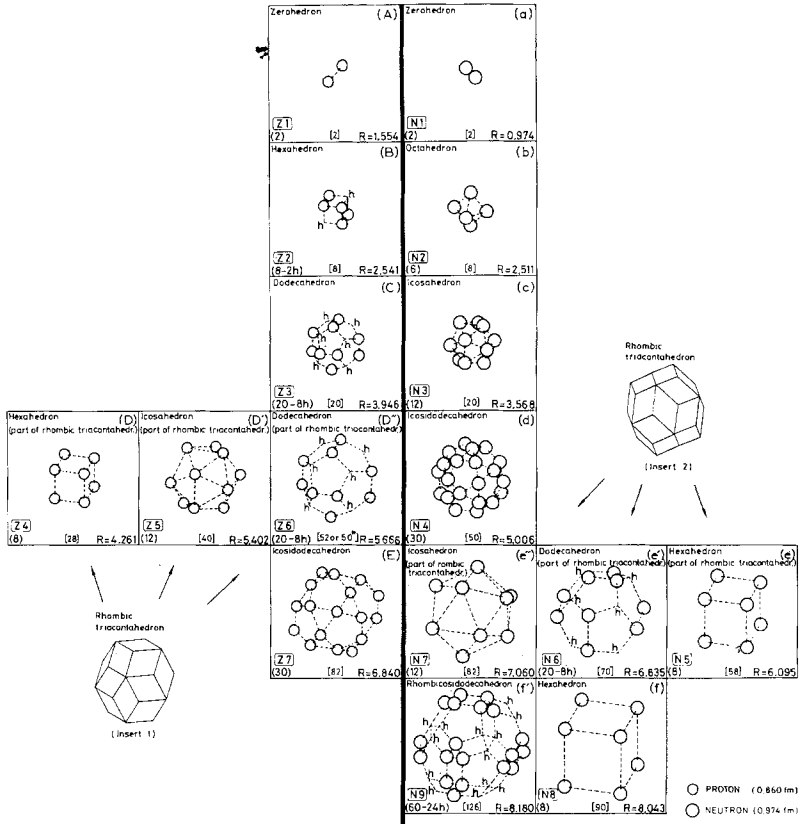 Zerohedron (A)
Z1
(2) [2] R=1,554
Zerohedron (a)
N1
(2) [2] R=0,974
Hexahedron (B)
h
h
Z2
(8-2h) [8] R=2,541
Octahedron (b)
N2
(6) [8] R=2,511
Dodecahedron (C)
h h
h h
h h
Z3
(20-8h) [20] R=3,946
Icosahedron (c)
N3
(12) [20] R=3,568
Hexahedron (D)
(part of rhombic triacontahedr.)
Z4
(8) [28] R=4,261
Icosahedron (D')
(part of rhombic triacontahedr.)
Z5
(12) [40] R=5,402
Dodecahedron (D'')
(part of rhombic triacontahedr.)
h h
h h
h h
h
Z6
(20-8h) [52 or 50*] R=5,666
Icosidodecahedron (d)
N4
(30) [50] R=5,006
Rhombic
triacontahedron
(Insert 2)
Rhombic
triacontahedron
(Insert 1)
Icosidodecahedron (E)
Z7
(30) [82] R=6,840
Icosahedron (e'')
(part of rombic
triacontahedr.)
N7
(12) [82] R=7,060
Dodecahedron (e')
(part of rhombic triacontahedr.)
h h
h h
h h
N6
(20-8h) [70] R=6,635
Hexahedron (e)
(part of rhombic triacontahedr.)
N5
(8) [58] R=6,095
Rhombicosidodecahedron (f')
h h
h h
h h
h h
h h
N9
(60-24h) [126] R=8,180
Hexahedron (f)
N8
(8) [90] R=8,043
PROTON (0,860 fm)
NEUTRON (0,974 fm)